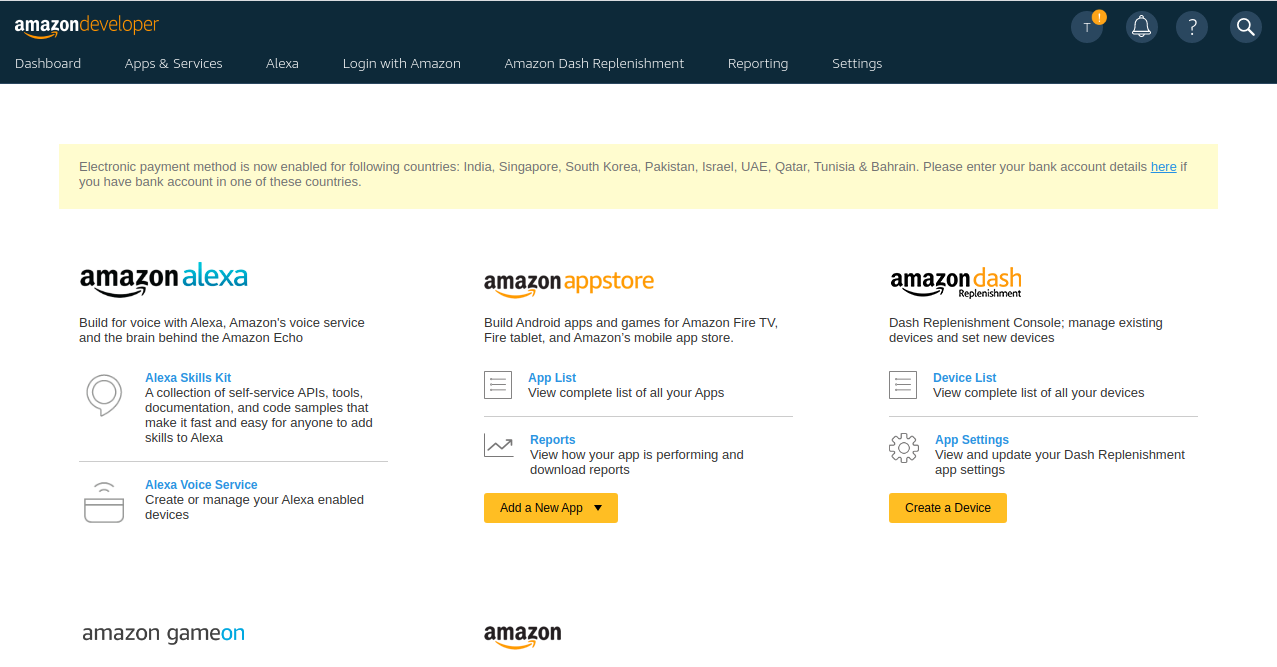 amazondeveloper
T
!
?
Dashboard
Apps & Services
Alexa
Login with Amazon
Amazon Dash Replenishment
Reporting
Settings
Electronic payment method is now enabled for following countries: India, Singapore, South Korea, Pakistan, Israel, UAE, Qatar, Tunisia & Bahrain. Please enter your bank account details here if
you have bank account in one of these countries.
amazon alexa
Build for voice with Alexa, Amazon's voice service
and the brain behind the Amazon Echo
Alexa Skills Kit
A collection of self-service APIs, tools,
documentation, and code samples that
make it fast and easy for anyone to add
skills to Alexa
Alexa Voice Service
Create or manage your Alexa enabled
devices
amazon appstore
Build Android apps and games for Amazon Fire TV,
Fire tablet, and Amazon's mobile app store.
App List
View complete list of all your Apps
Reports
View how your app is performing and
download reports
Add a New App
amazon dash
Replenishment
Dash Replenishment Console; manage existing
devices and set new devices
Device List
View complete list of all your devices
App Settings
View and update your Dash Replenishment
app settings
Create a Device
amazon gameon
amazon